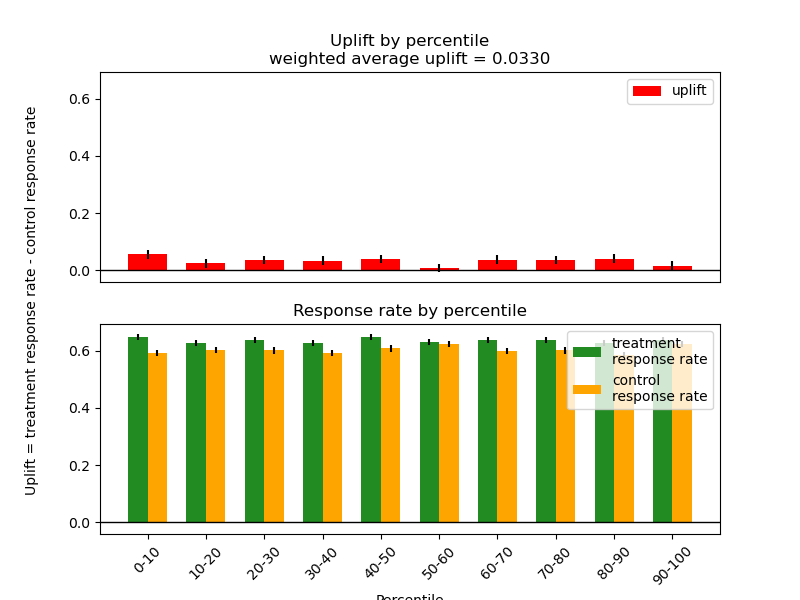 Uplift by percentile
weighted average uplift = 0.0330
uplift
0.6
0.4
0.2
0.0
Uplift = treatment response rate - control response rate
Response rate by percentile
treatment
response rate
control
response rate
0.6
0.4
0.2
0.0
0-10
10-20
20-30
30-40
40-50
50-60
60-70
70-80
80-90
90-100
Percentile